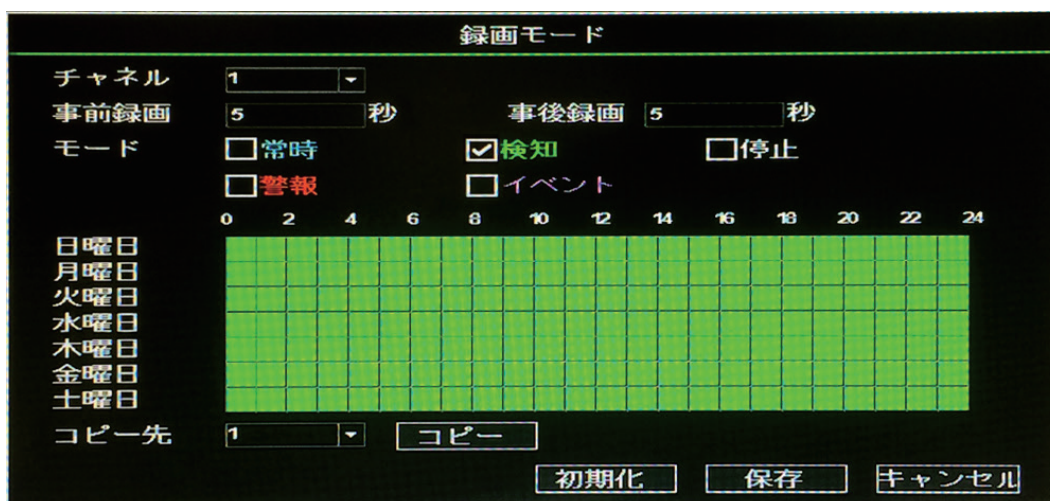 録画モード
チャネル 1
事前録画 5 秒 事後録画 5 秒
モード 常時 検知 停止
警報 イベント
0 2 4 6 8 10 12 14 16 18 20 22 24
日曜日
月曜日
火曜日
水曜日
木曜日
金曜日
土曜日
コピー先 1 コピー
初期化 保存 キャンセル